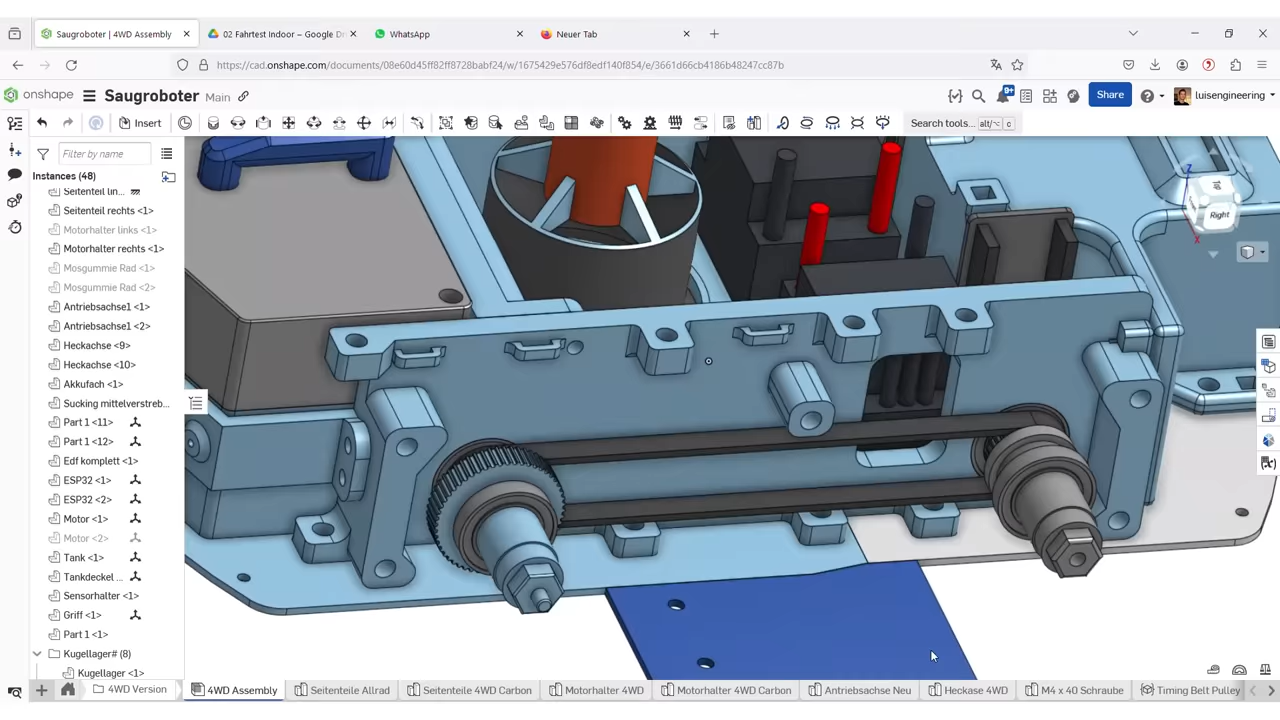 Saugroboter | 4WD Assembly
02 Fahrtest Indoor – Google Dr
WhatsApp
Neuer Tab
https://cad.onshape.com/documents/08e60d45ff82ff8728babf24/w/1675429e576df8edf140f854/e/3661d66cb4186b48247cc87b
onshape
Saugroboter Main
9+
Share
luisengineering
Insert
Search tools... alt/⌥ c
Filter by name
Instances (48)
Seitenteil lin...
Seitenteil rechts <1>
Motorhalter links <1>
Motorhalter rechts <1>
Mosgummie Rad <1>
Mosgummie Rad <2>
Antriebsachse1 <1>
Antriebsachse1 <2>
Heckachse <9>
Heckachse <10>
Akkufach <1>
Sucking mittelverstreb...
Part 1 <11>
Part 1 <12>
Edf komplett <1>
ESP32 <1>
ESP32 <2>
Motor <1>
Motor <2>
Tank <1>
Tankdeckel ...
Sensorhalter <1>
Griff <1>
Part 1 <1>
Kugellager# (8)
Kugellager <1>
Z
Right
X
4WD Version
4WD Assembly
Seitenteile Allrad
Seitenteile 4WD Carbon
Motorhalter 4WD
Motorhalter 4WD Carbon
Antriebsachse Neu
Heckase 4WD
M4 x 40 Schraube
Timing Belt Pulley